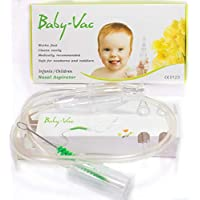 Baby-Vac
Works fast
Cleans easily
Medically recommended
Safe for newborns and toddlers
Infants / Children
Nasal Aspirator
CE0123
Baby-Vac